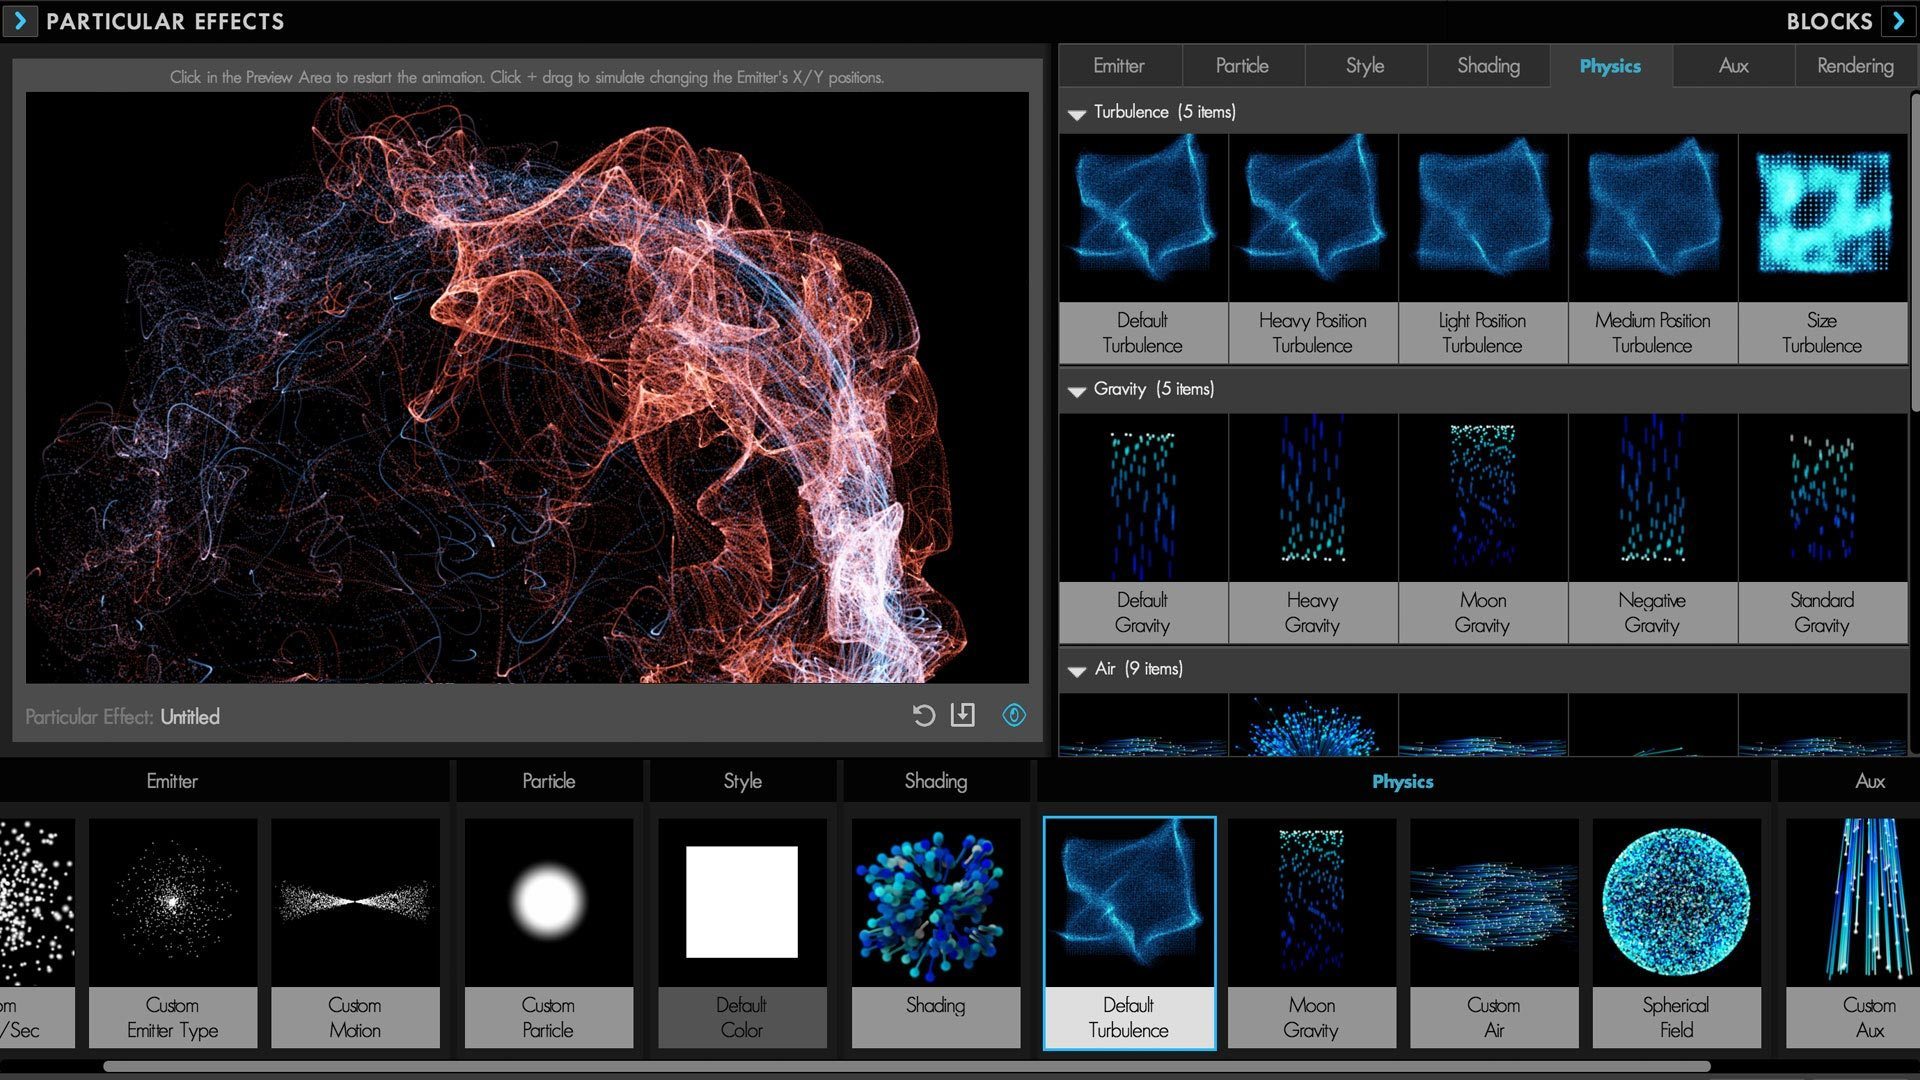 PARTICULAR EFFECTS
BLOCKS
Click in the Preview Area to restart the animation. Click + drag to simulate changing the Emitter's X/Y positions.
Emitter
Particle
Style
Shading
Physics
Aux
Rendering
Turbulence (5 items)
Default
Turbulence
Heavy Position
Turbulence
Light Position
Turbulence
Medium Position
Turbulence
Size
Turbulence
Gravity (5 items)
Default
Gravity
Heavy
Gravity
Moon
Gravity
Negative
Gravity
Standard
Gravity
Air (9 items)
Particular Effect: Untitled
Emitter
Particle
Style
Shading
Physics
Aux
om
/Sec
Custom
Emitter Type
Custom
Motion
Custom
Particle
Default
Color
Shading
Default
Turbulence
Moon
Gravity
Custom
Air
Spherical
Field
Custom
Aux